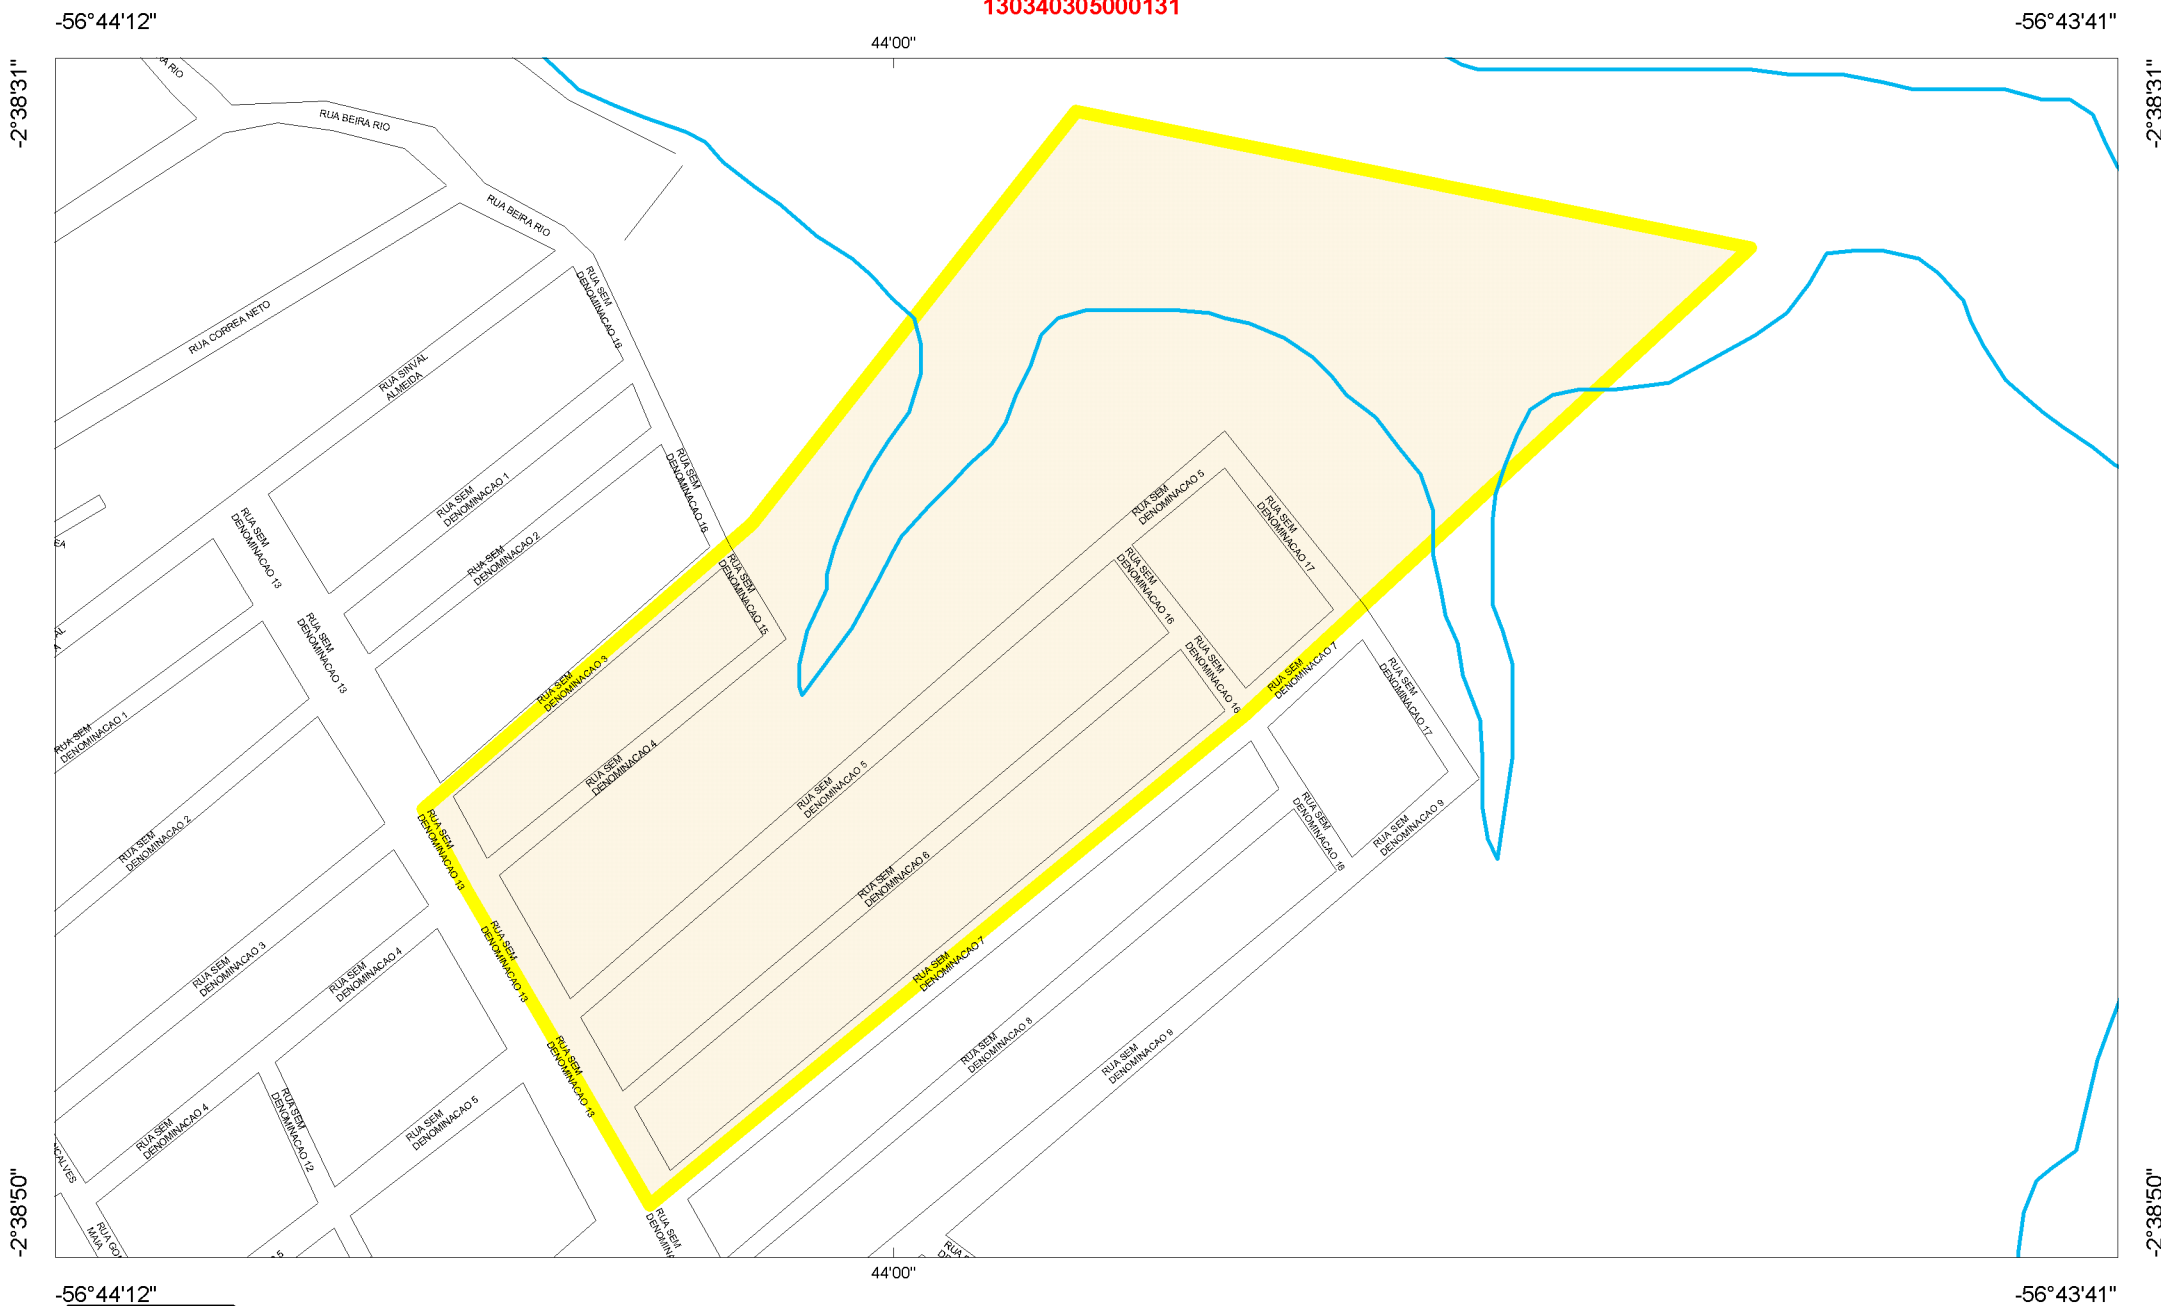 130340305000131
-56°44'12"
-56°43'41"
44'00"
-2°38'31"
-2°38'31"
RUA BEIRA RIO
RUA BEIRA RIO
RUA SEM
DENOMINACAO 16
RUA CORREA NETO
RUA SINVAL
ALMEIDA
RUA SEM
DENOMINACAO 16
RUA SEM
DENOMINACAO 1
RUA SEM
DENOMINACAO 5
RUA SEM
DENOMINACAO 17
RUA SEM
DENOMINACAO 13
RUA SEM
DENOMINACAO 2
RUA SEM
DENOMINACAO 15
RUA SEM
DENOMINACAO 16
RUA SEM
DENOMINACAO 13
RUA SEM
DENOMINACAO 3
RUA SEM
DENOMINACAO 16
RUA SEM
DENOMINACAO 7
RUA SEM
DENOMINACAO 17
RUA SEM
DENOMINACAO 1
RUA SEM
DENOMINACAO 4
RUA SEM
DENOMINACAO 5
RUA SEM
DENOMINACAO 2
RUA SEM
DENOMINACAO 13
RUA SEM
DENOMINACAO 16
RUA SEM
DENOMINACAO 9
RUA SEM
DENOMINACAO 6
RUA SEM
DENOMINACAO 3
RUA SEM
DENOMINACAO 4
RUA SEM
DENOMINACAO 13
RUA SEM
DENOMINACAO 7
RUA SEM
DENOMINACAO 8
RUA SEM
DENOMINACAO 9
RUA SEM
DENOMINACAO 13
RUA SEM
DENOMINACAO 12
RUA SEM
DENOMINACAO 4
RUA SEM
DENOMINACAO 5
RUA SEM
MAIA
-2°38'50"
-2°38'50"
44'00"
-56°44'12"
-56°43'41"